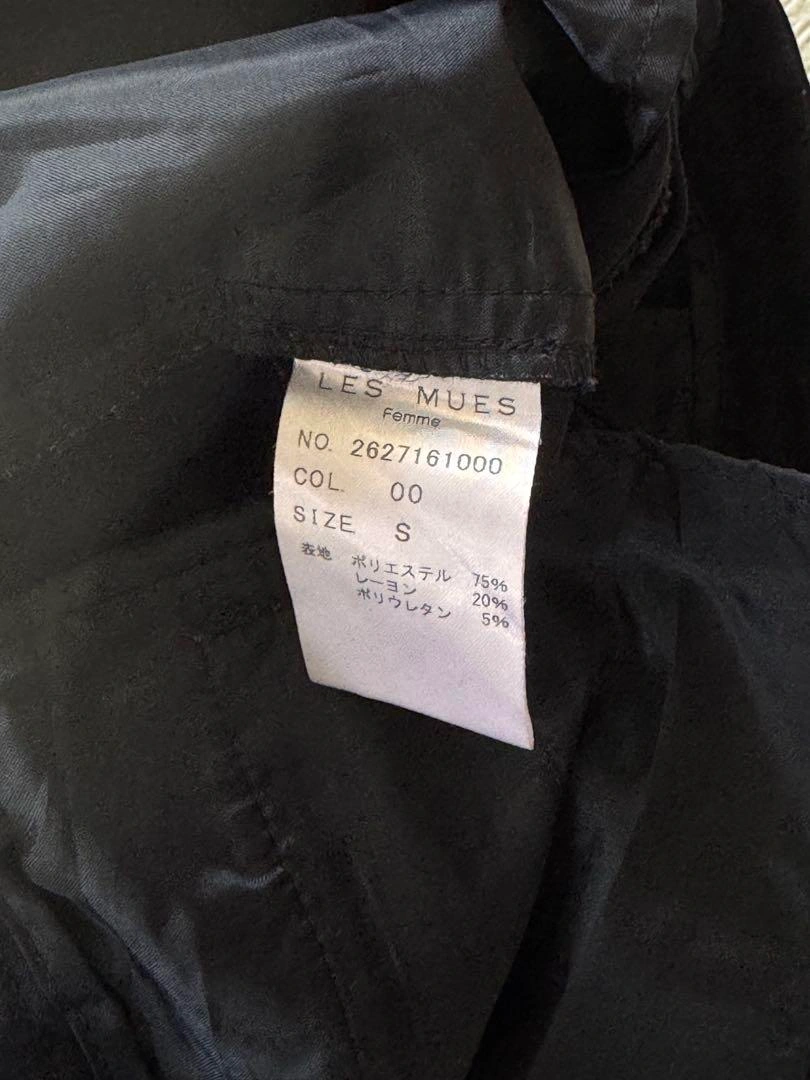 LES MUES
Femme
NO. 2627161000
COL. 00
SIZE S
表地 ポリエステル 75%
レーヨン 20%
ポリウレタン 5%